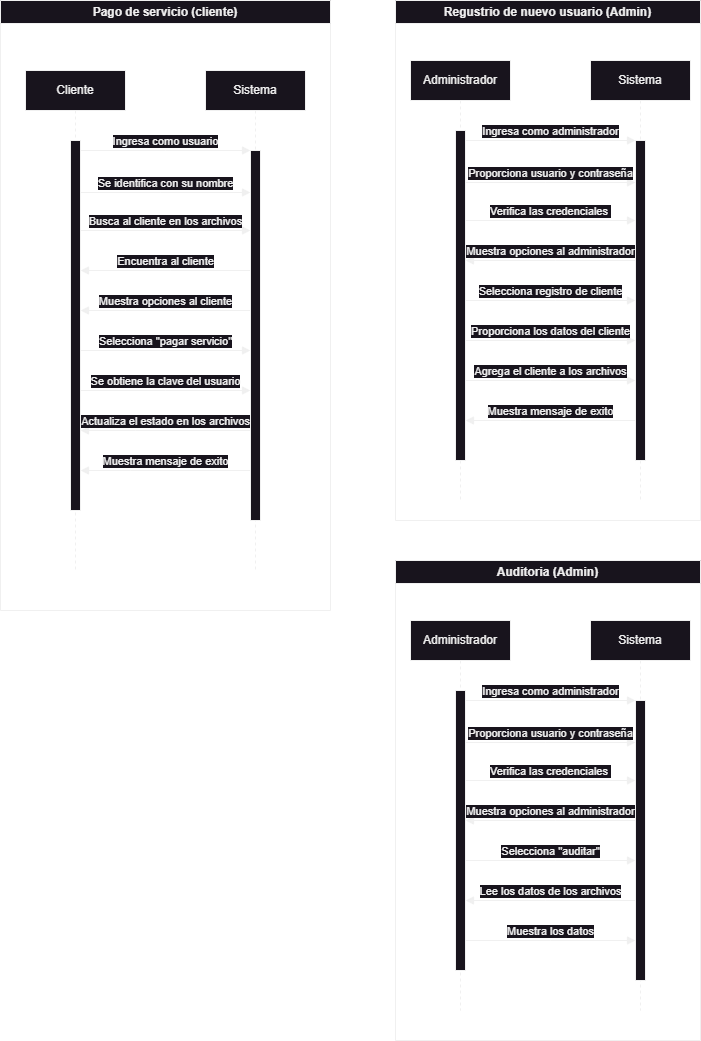 Pago de servicio (cliente)
Cliente
Sistema
Ingresa como usuario
Se identifica con su nombre
Busca al cliente en los archivos
Encuentra al cliente
Muestra opciones al cliente
Selecciona "pagar servicio"
Se obtiene la clave del usuario
Actualiza el estado en los archivos
Muestra mensaje de exito
Regustrio de nuevo usuario (Admin)
Administrador
Sistema
Ingresa como administrador
Proporciona usuario y contraseña
Verifica las credenciales
Muestra opciones al administrador
Selecciona registro de cliente
Proporciona los datos del cliente
Agrega el cliente a los archivos
Muestra mensaje de exito
Auditoria (Admin)
Administrador
Sistema
Ingresa como administrador
Proporciona usuario y contraseña
Verifica las credenciales
Muestra opciones al administrador
Selecciona "auditar"
Lee los datos de los archivos
Muestra los datos